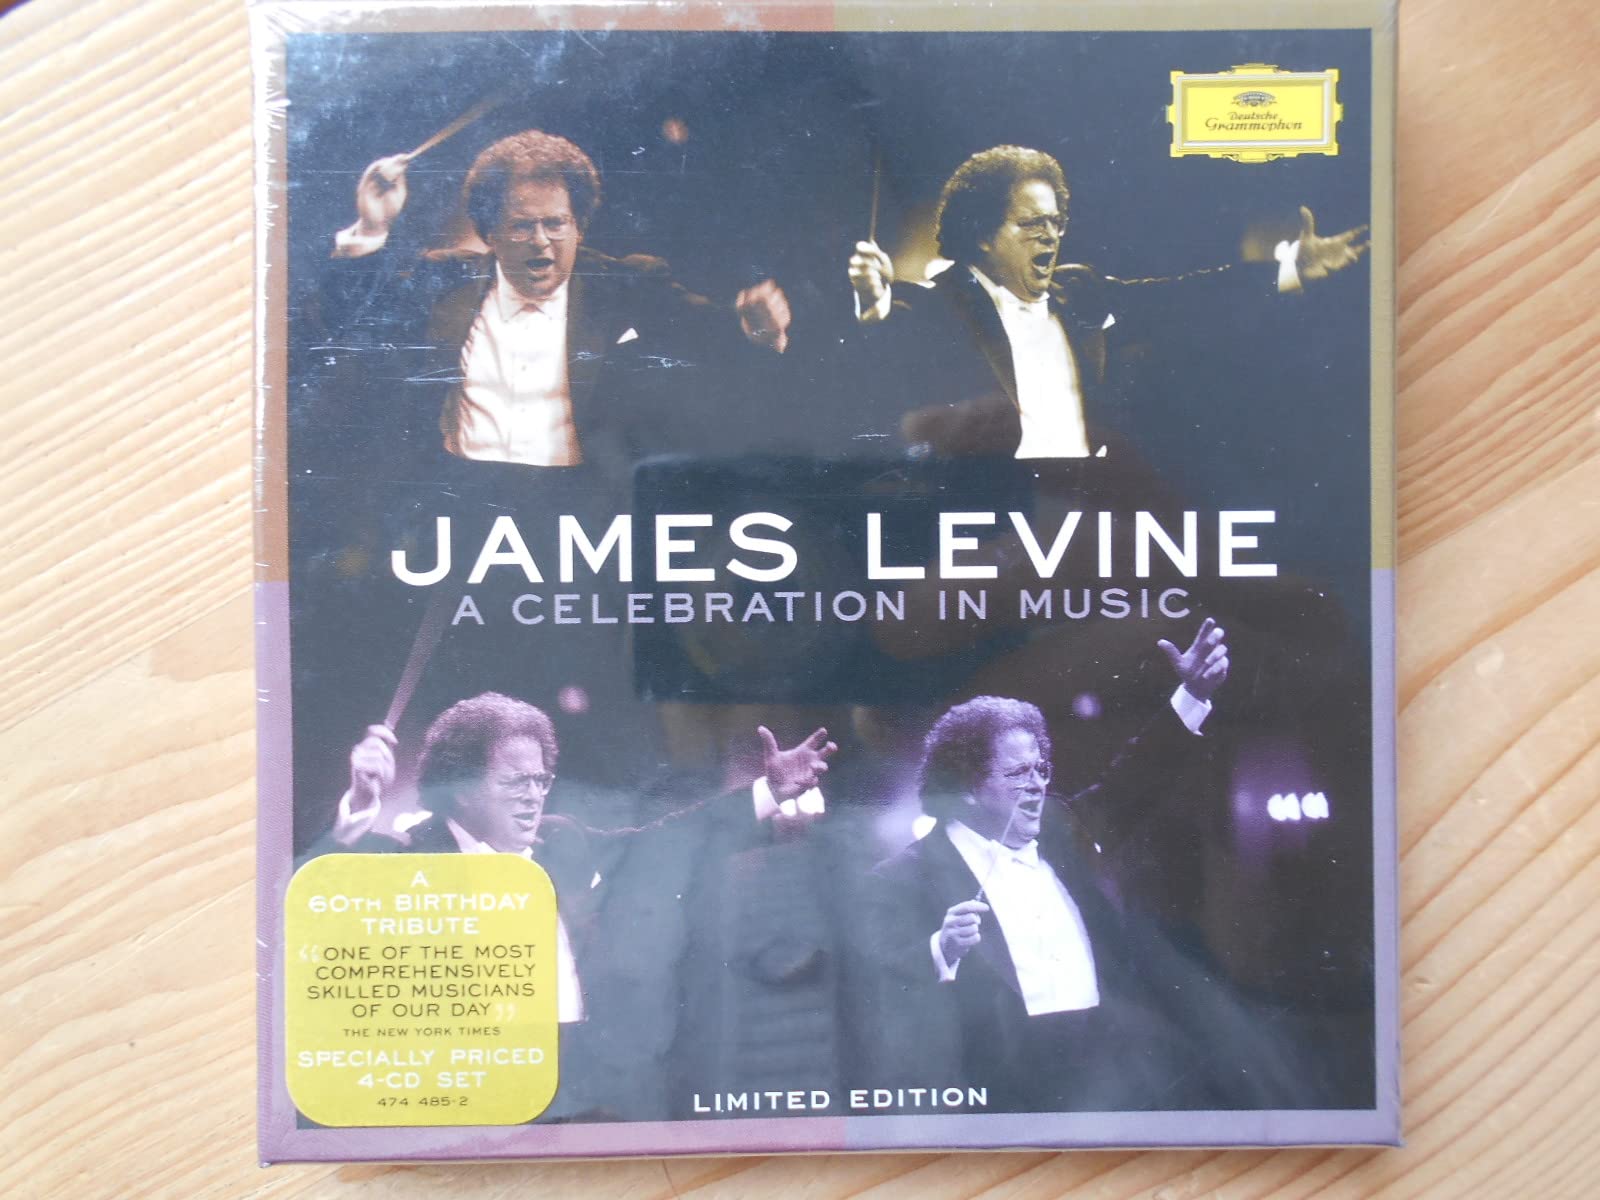 Deutsche
Grammophon
JAMES LEVINE
A CELEBRATION IN MUSIC
A
60TH BIRTHDAY
TRIBUTE
“ONE OF THE MOST
COMPREHENSIVELY
SKILLED MUSICIANS
OF OUR DAY”
THE NEW YORK TIMES
SPECIALLY PRICED
4-CD SET
474 485-2
LIMITED EDITION